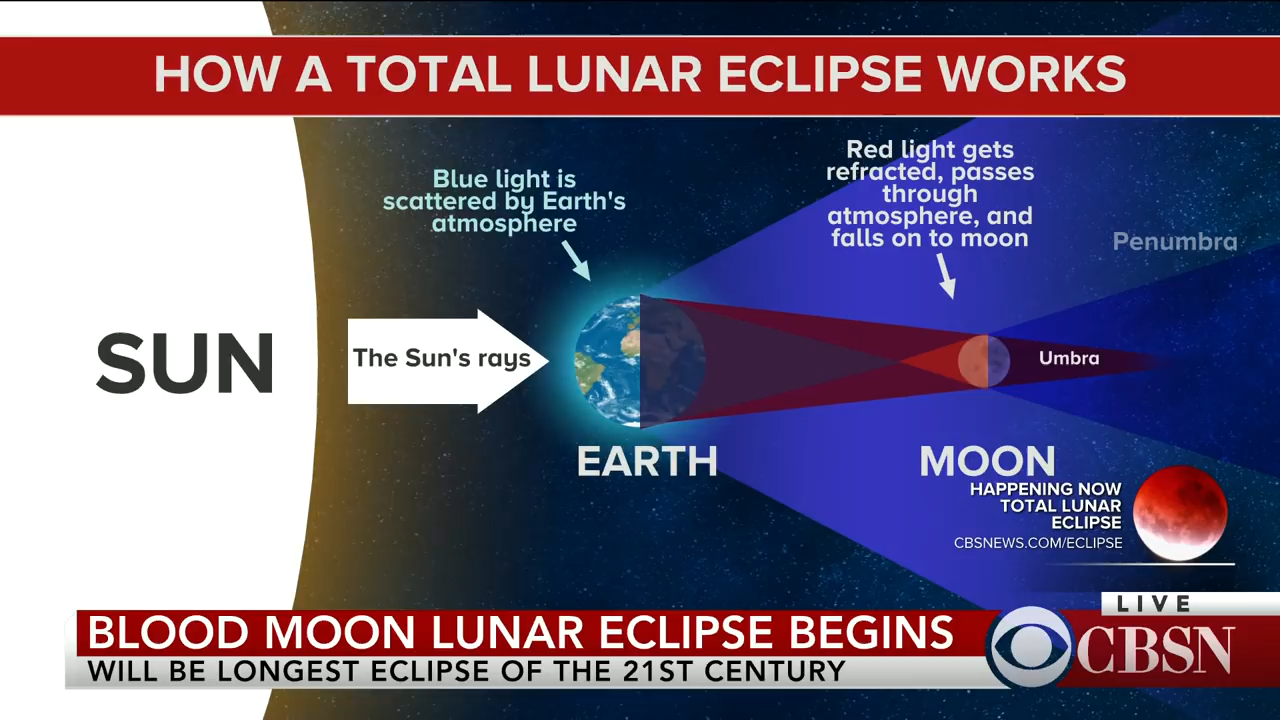 HOW A TOTAL LUNAR ECLIPSE WORKS
Blue light is
scattered by Earth's
atmosphere
Red light gets
refracted, passes
through
atmosphere, and
falls on to moon
Penumbra
SUN
The Sun's rays
Umbra
EARTH
MOON
HAPPENING NOW
TOTAL LUNAR
ECLIPSE
CBSNEWS.COM/ECLIPSE
LIVE
BLOOD MOON LUNAR ECLIPSE BEGINS
WILL BE LONGEST ECLIPSE OF THE 21ST CENTURY
CBSN